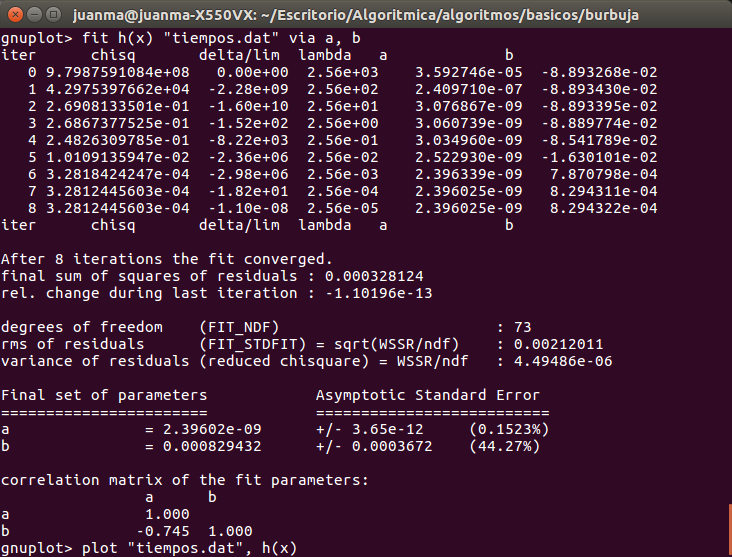 juanma@juanma-X550VX: ~/Escritorio/Algoritmica/algoritmos/basicos/burbuja
gnuplot> fit h(x) "tiempos.dat" via a, b
iter      chisq       delta/lim  lambda   a             b
   0 9.7987591084e+08   0.00e+00  2.56e+03    3.592746e-05  -8.893268e-02
   1 4.2975397662e+04  -2.28e+09  2.56e+02    2.409710e-07  -8.893430e-02
   2 2.6908133501e-01  -1.60e+10  2.56e+01    3.076867e-09  -8.893395e-02
   3 2.6867377525e-01  -1.52e+02  2.56e+00    3.060739e-09  -8.889774e-02
   4 2.4826309785e-01  -8.22e+03  2.56e-01    3.034960e-09  -8.541789e-02
   5 1.0109135947e-02  -2.36e+06  2.56e-02    2.522930e-09  -1.630101e-02
   6 3.2818424247e-04  -2.98e+06  2.56e-03    2.396339e-09   7.870798e-04
   7 3.2812445603e-04  -1.82e+01  2.56e-04    2.396025e-09   8.294311e-04
   8 3.2812445603e-04  -1.10e-08  2.56e-05    2.396025e-09   8.294322e-04
iter      chisq       delta/lim  lambda   a             b
After 8 iterations the fit converged.
final sum of squares of residuals : 0.000328124
rel. change during last iteration : -1.10196e-13
degrees of freedom    (FIT_NDF)                        : 73
rms of residuals      (FIT_STDFIT) = sqrt(WSSR/ndf)    : 0.00212011
variance of residuals (reduced chisquare) = WSSR/ndf   : 4.49486e-06
Final set of parameters            Asymptotic Standard Error
=======================            ==========================
a               = 2.39602e-09      +/- 3.65e-12     (0.1523%)
b               = 0.000829432      +/- 0.0003672    (44.27%)
correlation matrix of the fit parameters:
                a      b
a               1.000
b              -0.745  1.000
gnuplot> plot "tiempos.dat", h(x)